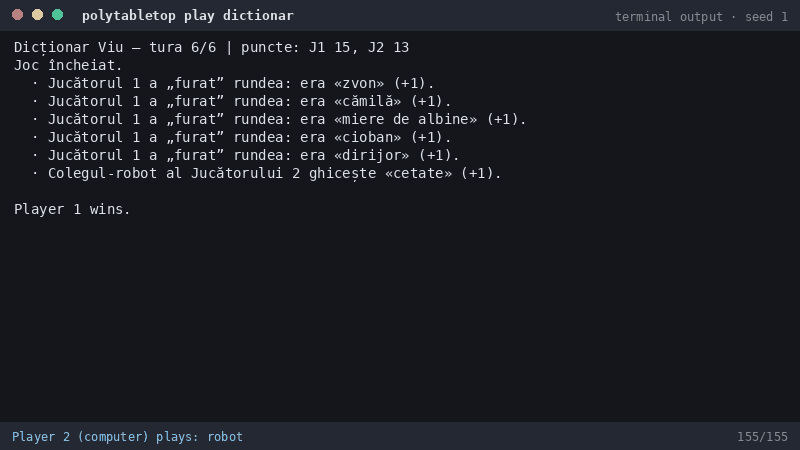 polytabletop play dictionar
terminal output · seed 1
Dicționar Viu — tura 6/6 | puncte: J1 15, J2 13
Joc încheiat.
· Jucătorul 1 a „furat” rundea: era «zvon» (+1).
· Jucătorul 1 a „furat” rundea: era «cămilă» (+1).
· Jucătorul 1 a „furat” rundea: era «miere de albine» (+1).
· Jucătorul 1 a „furat” rundea: era «cioban» (+1).
· Jucătorul 1 a „furat” rundea: era «dirijor» (+1).
· Colegul-robot al Jucătorului 2 ghicește «cetate» (+1).
Player 1 wins.
Player 2 (computer) plays: robot
155/155